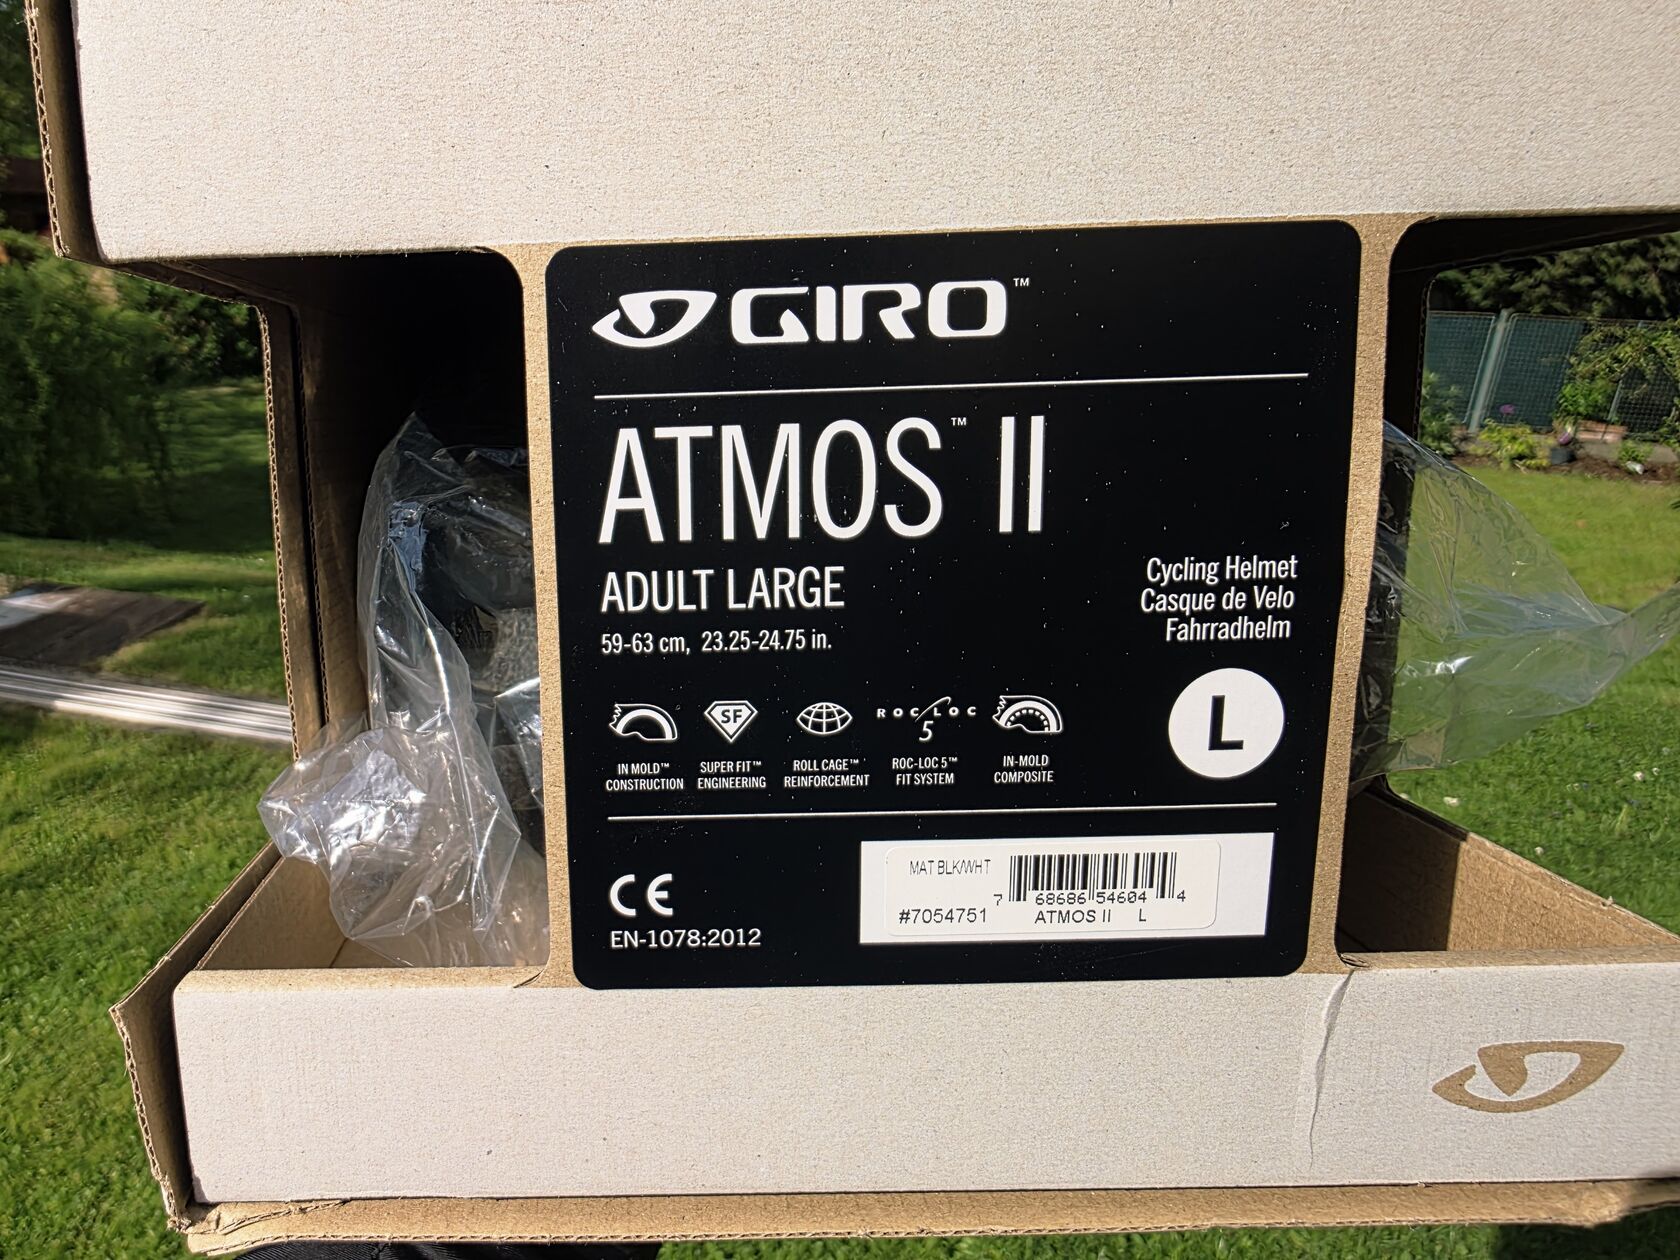 GIRO™
ATMOS™ II
ADULT LARGE
59-63 cm, 23.25-24.75 in.
Cycling Helmet
Casque de Velo
Fahrradhelm
L
SF
ROC LOC
5
IN MOLD™
CONSTRUCTION
SUPER FIT™
ENGINEERING
ROLL CAGE™
REINFORCEMENT
ROC-LOC 5™
FIT SYSTEM
IN-MOLD
COMPOSITE
CE
EN-1078:2012
MAT BLK/WHT
#7054751
7 68686 54604 4
ATMOS II L